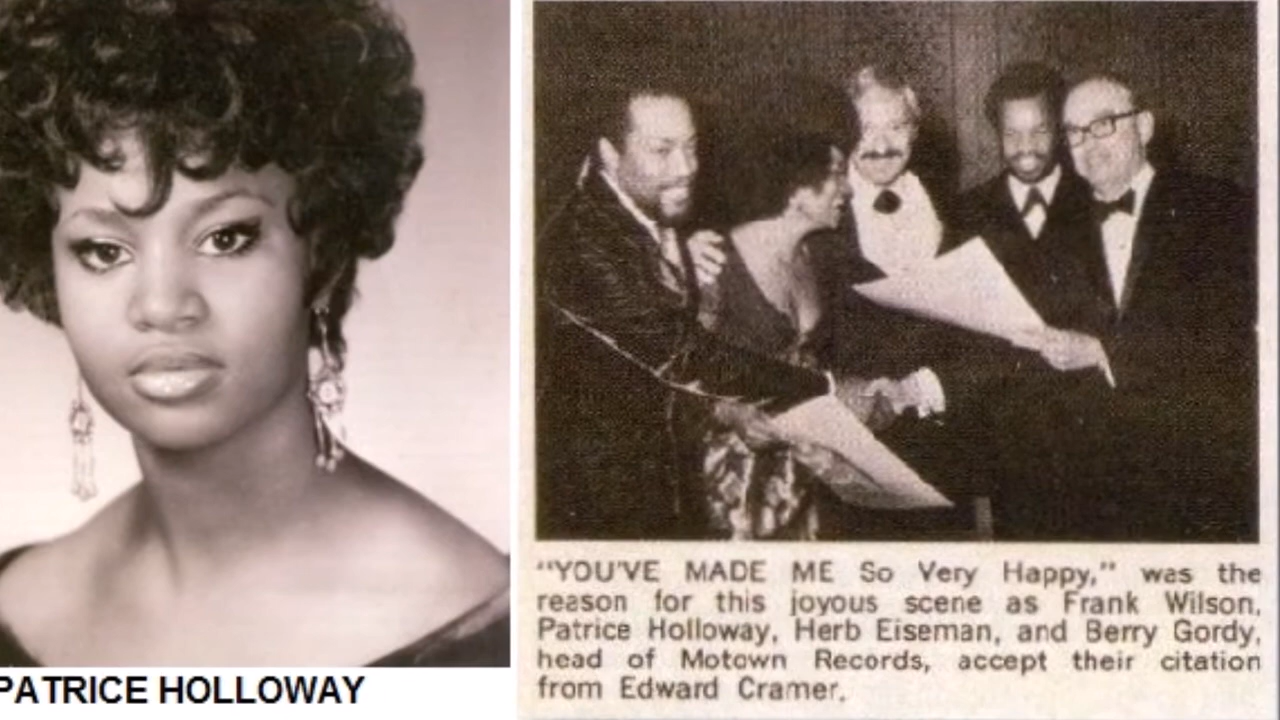 PATRICE HOLLOWAY
"YOU'VE MADE ME So Very Happy," was the
reason for this joyous scene as Frank Wilson,
Patrice Holloway, Herb Eiseman, and Berry Gordy,
head of Motown Records, accept their citation
from Edward Cramer.